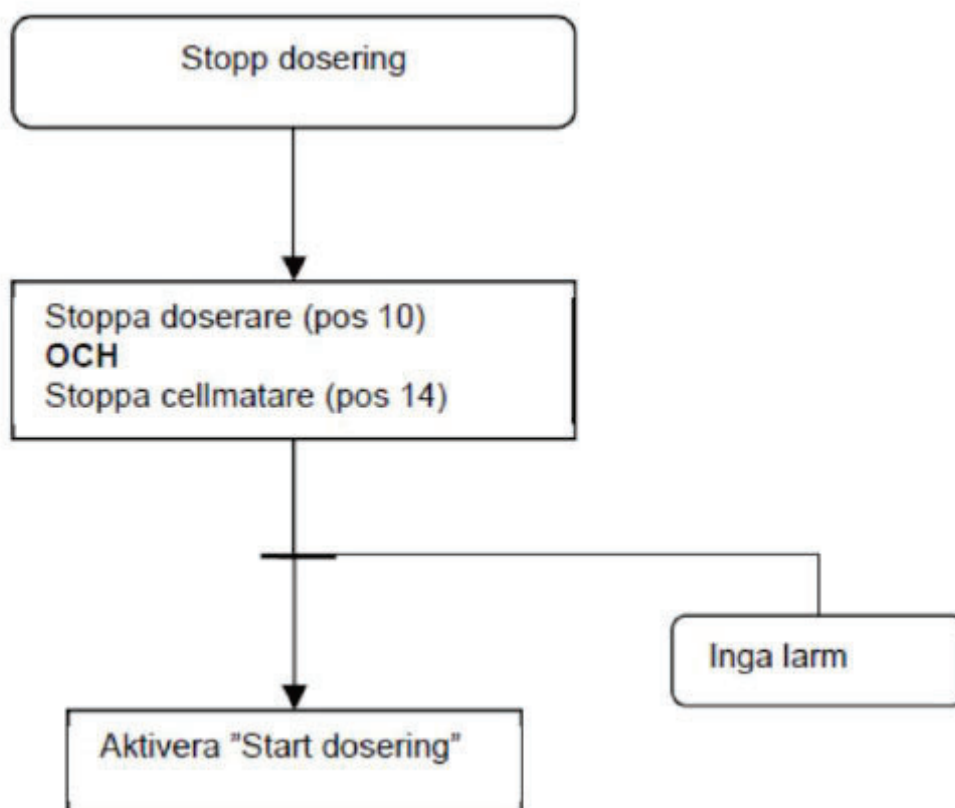 Stopp dosering
Stoppa doserare (pos 10)
OCH
Stoppa cellmatare (pos 14)
Inga larm
Aktivera ”Start dosering”